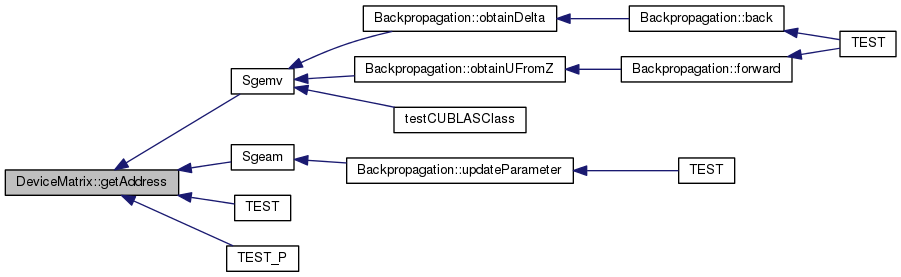 Backpropagation::obtainDelta
Backpropagation::back
TEST
Backpropagation::obtainUFromZ
Backpropagation::forward
Sgemv
testCUBLASClass
Sgeam
Backpropagation::updateParameter
TEST
DeviceMatrix::getAddress
TEST
TEST_P